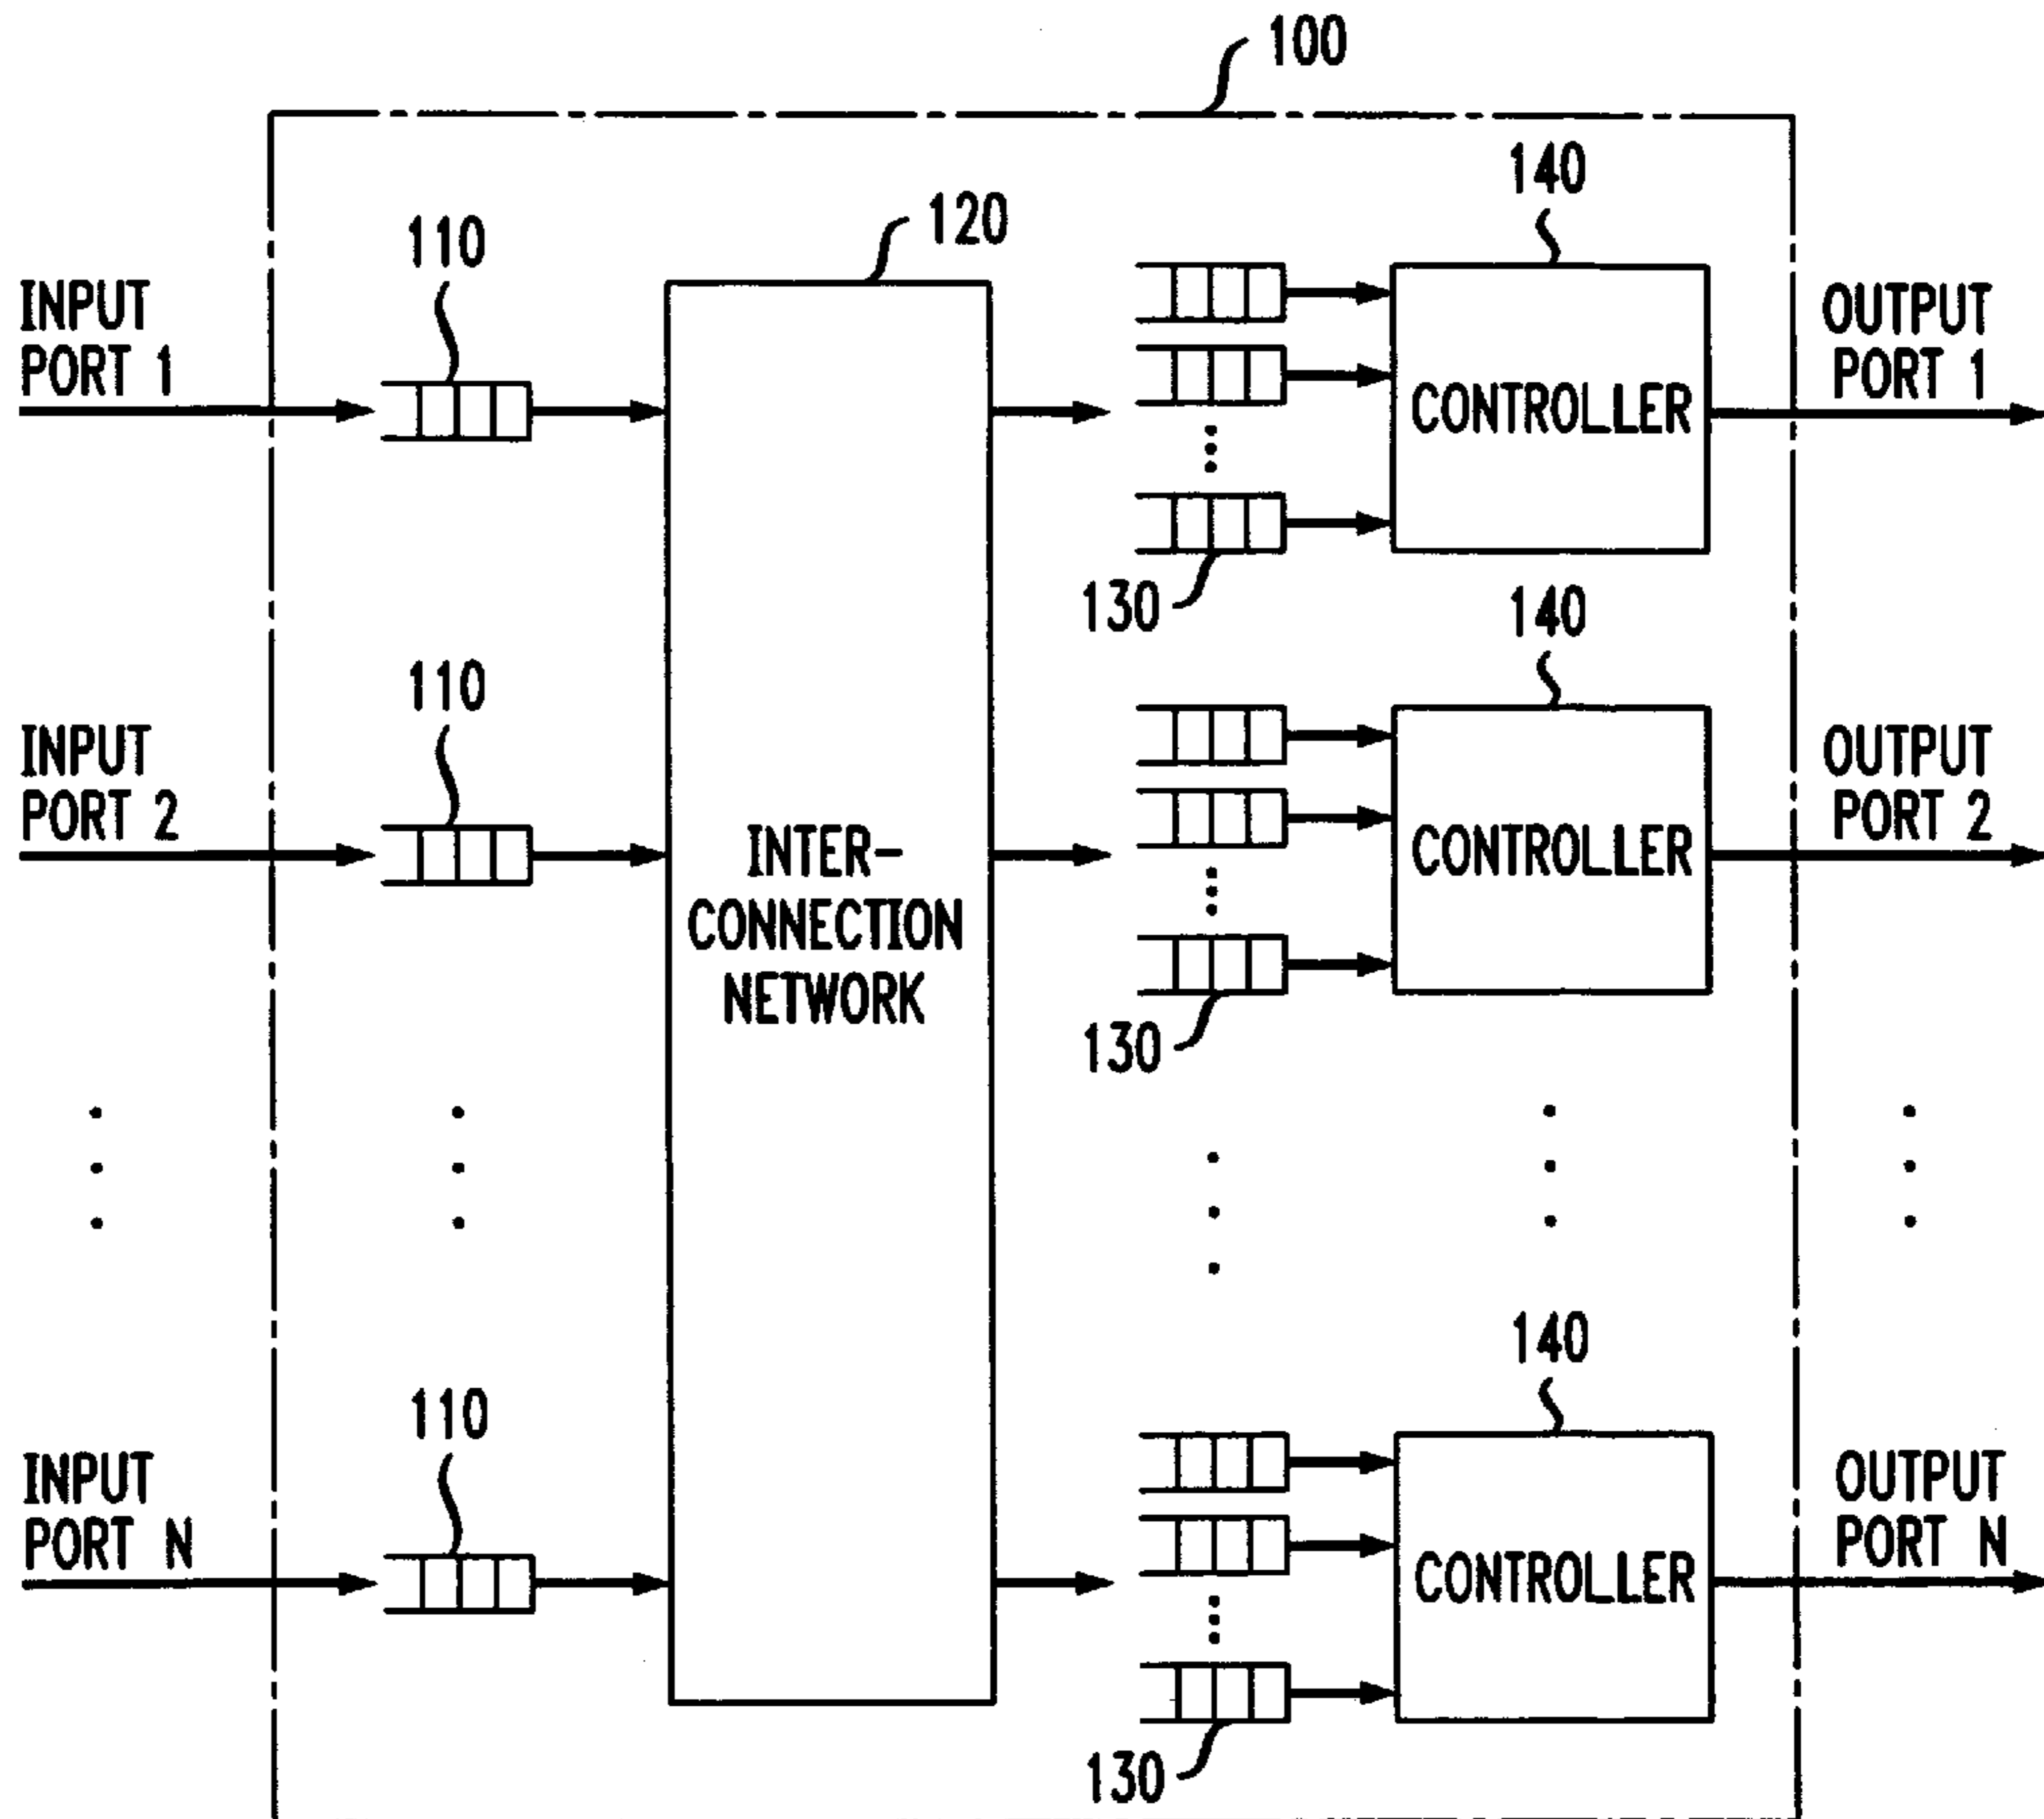 100
140
120
110
INPUT
PORT 1
OUTPUT
PORT 1
CONTROLLER
130
140
110
INPUT
PORT 2
OUTPUT
PORT 2
CONTROLLER
INTER-
CONNECTION
NETWORK
130
140
110
INPUT
PORT N
OUTPUT
PORT N
CONTROLLER
130